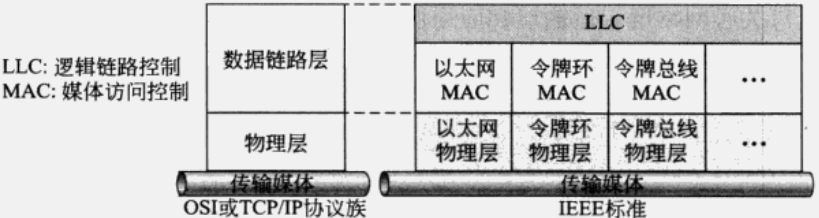 LLC: 逻辑链路控制
MAC: 媒体访问控制
数据链路层
物理层
传输媒体
OSI或TCP/IP协议族
LLC
以太网
MAC
令牌环
MAC
令牌总线
MAC
...
以太网
物理层
令牌环
物理层
令牌总线
物理层
...
传输媒体
IEEE标准